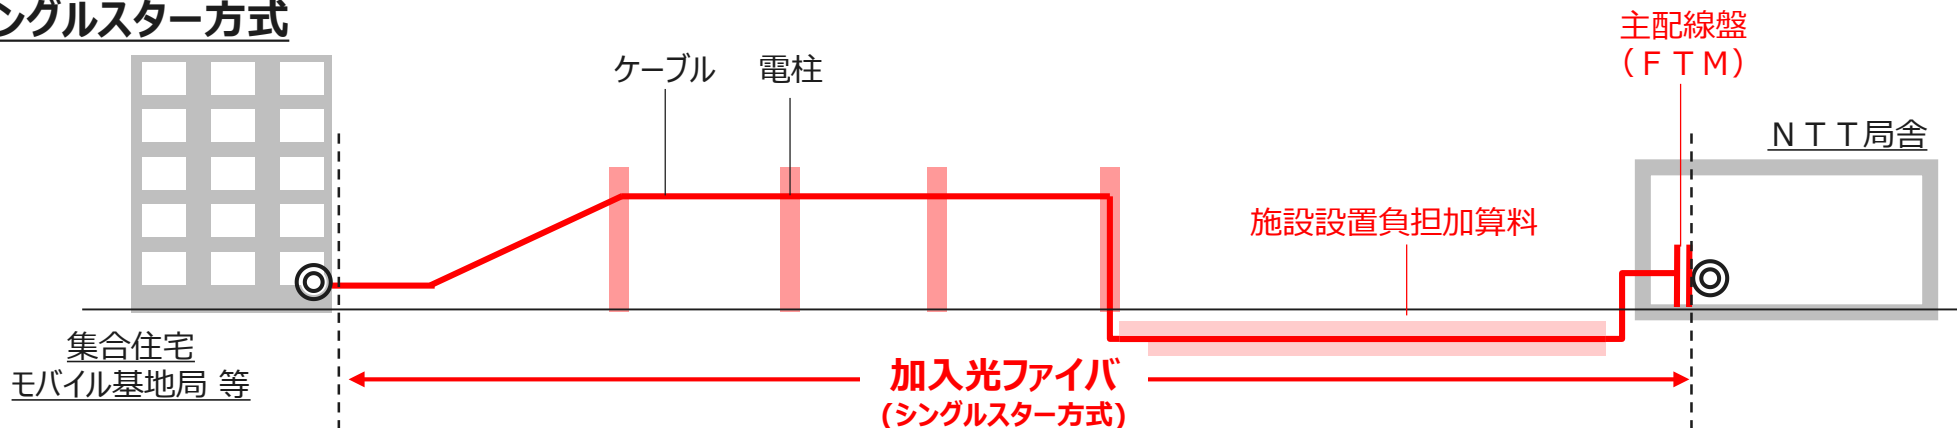 ングルスター方式
主配線盤
（ＦＴＭ）
ケーブル
電柱
ＮＴＴ局舎
施設設置負担加算料
集合住宅
モバイル基地局 等
加入光ファイバ
(シングルスター方式)